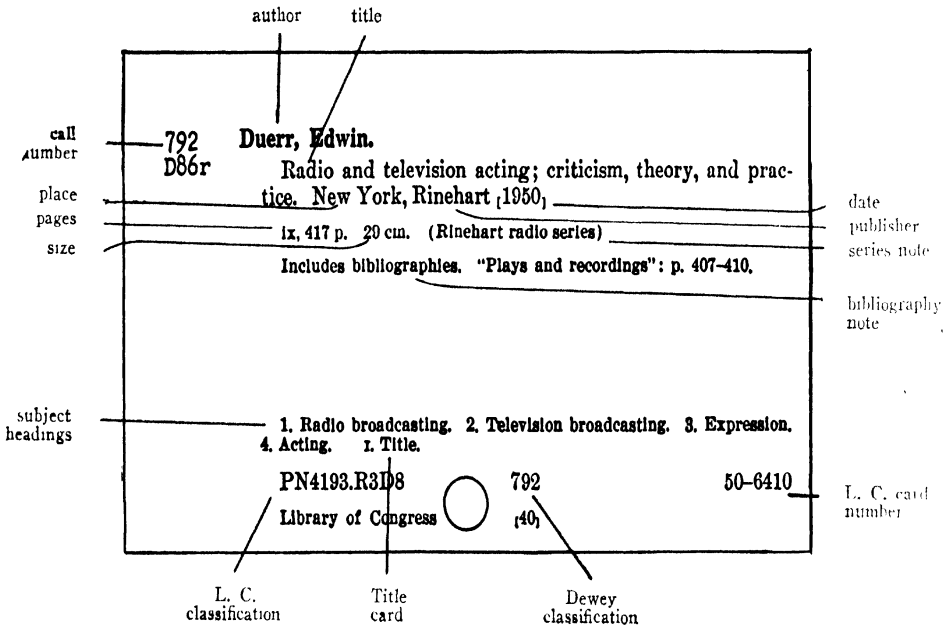 author title
call number
792 Duerr, Edwin.
D86r Radio and television acting; criticism, theory, and prac-
place
tice. New York, Rinehart [1950]
date
pages
publisher
ix, 417 p. 20 cm. (Rinehart radio series)
size
series note
Includes bibliographies. "Plays and recordings": p. 407-410.
bibliography
note
subject
headings
1. Radio broadcasting. 2. Television broadcasting. 3. Expression.
4. Acting. I. Title.
PN4193.R3D8 792 50-6410
L. C. card
number
Library of Congress [40]
L. C.
classification
Title
card
Dewey
classification